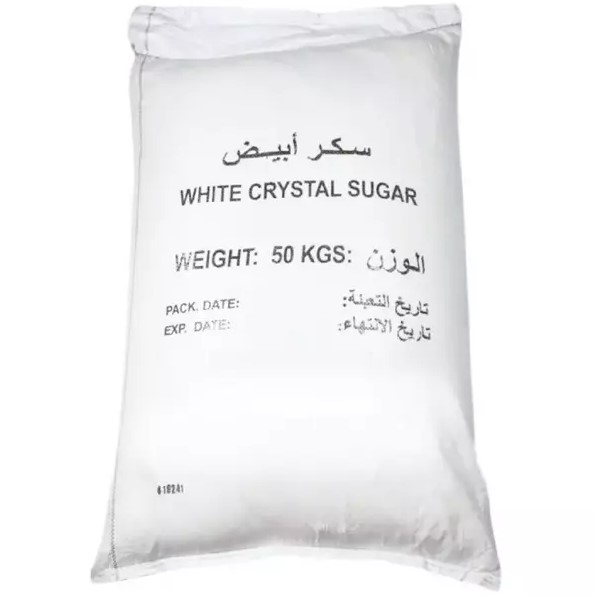 سكر أبيض
WHITE CRYSTAL SUGAR
WEIGHT: 50 KGS: الوزن
PACK. DATE: تاريخ التعبئة:
EXP. DATE: تاريخ الانتهاء: